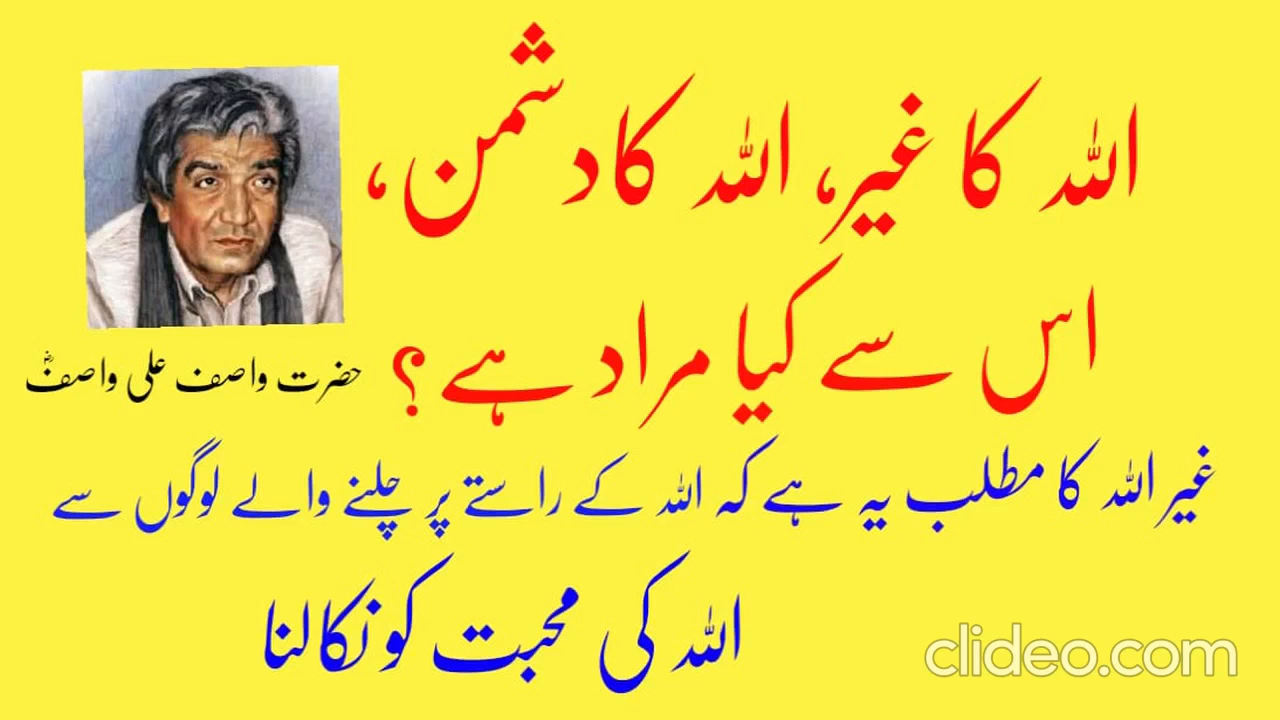 اللہ کا غیر، اللہ کا دشمن،
اس سے کیا مراد ہے؟
حضرت واصف علی واصفؒ
غیر اللہ کا مطلب یہ ہے کہ اللہ کے راستے پر چلنے والے لوگوں سے
اللہ کی محبت کو نکالنا
clideo.com